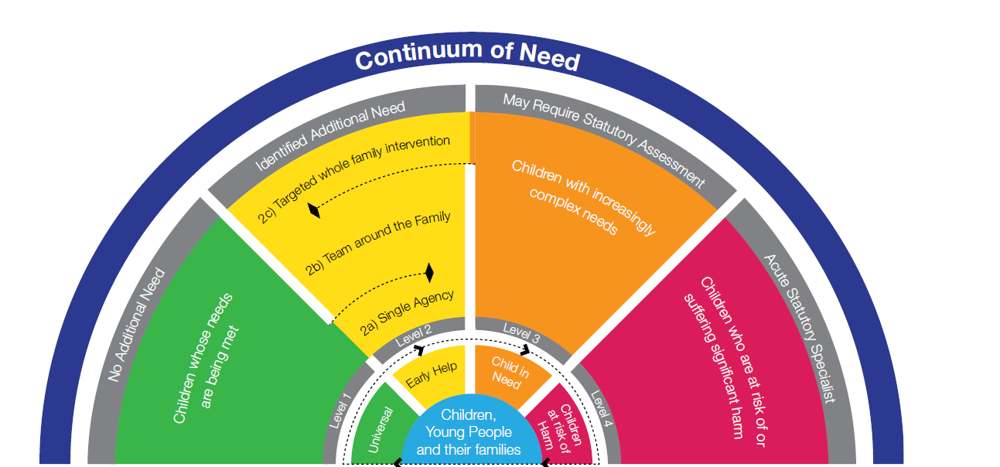 Continuum of Need
No Additional Need
Identified Additional Need
May Require Statutory Assessment
Acute Statutory Specialist
Children whose needs
are being met
2c) Targeted whole family intervention
2b) Team around the Family
2a) Single Agency
Children with increasingly
complex needs
Children who are at risk of or
suffering significant harm
Level 1
Level 2
Level 3
Level 4
Universal
Early Help
Child in
Need
Children
at risk of
Harm
Children,
Young People
and their families